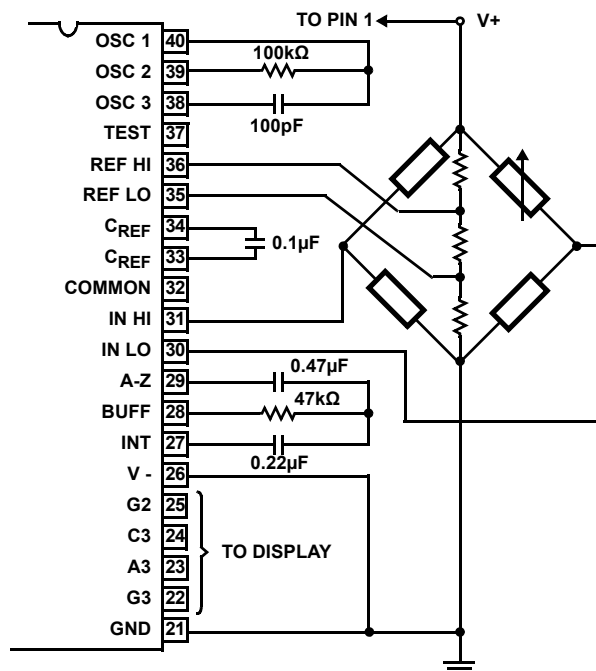 TO PIN 1 V+
OSC 1 40
100kΩ
OSC 2 39
OSC 3 38
100pF
TEST 37
REF HI 36
REF LO 35
CREF 34
0.1µF
CREF 33
COMMON 32
IN HI 31
IN LO 30
0.47µF
A-Z 29
47kΩ
BUFF 28
INT 27
0.22µF
V - 26
G2 25
C3 24
TO DISPLAY
A3 23
G3 22
GND 21